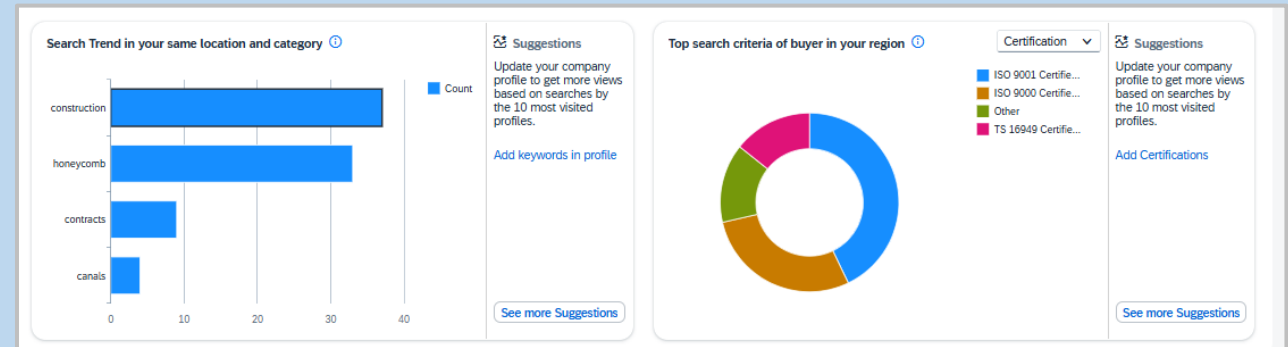 Search Trend in your same location and category
Count
construction
honeycomb
contracts
canals
0 10 20 30 40
Suggestions
Update your company
profile to get more views
based on searches by
the 10 most visited
profiles.
Add keywords in profile
See more Suggestions
Top search criteria of buyer in your region
Certification
ISO 9001 Certifie...
ISO 9000 Certifie...
Other
TS 16949 Certifie...
Suggestions
Update your company
profile to get more views
based on searches by
the 10 most visited
profiles.
Add Certifications
See more Suggestions